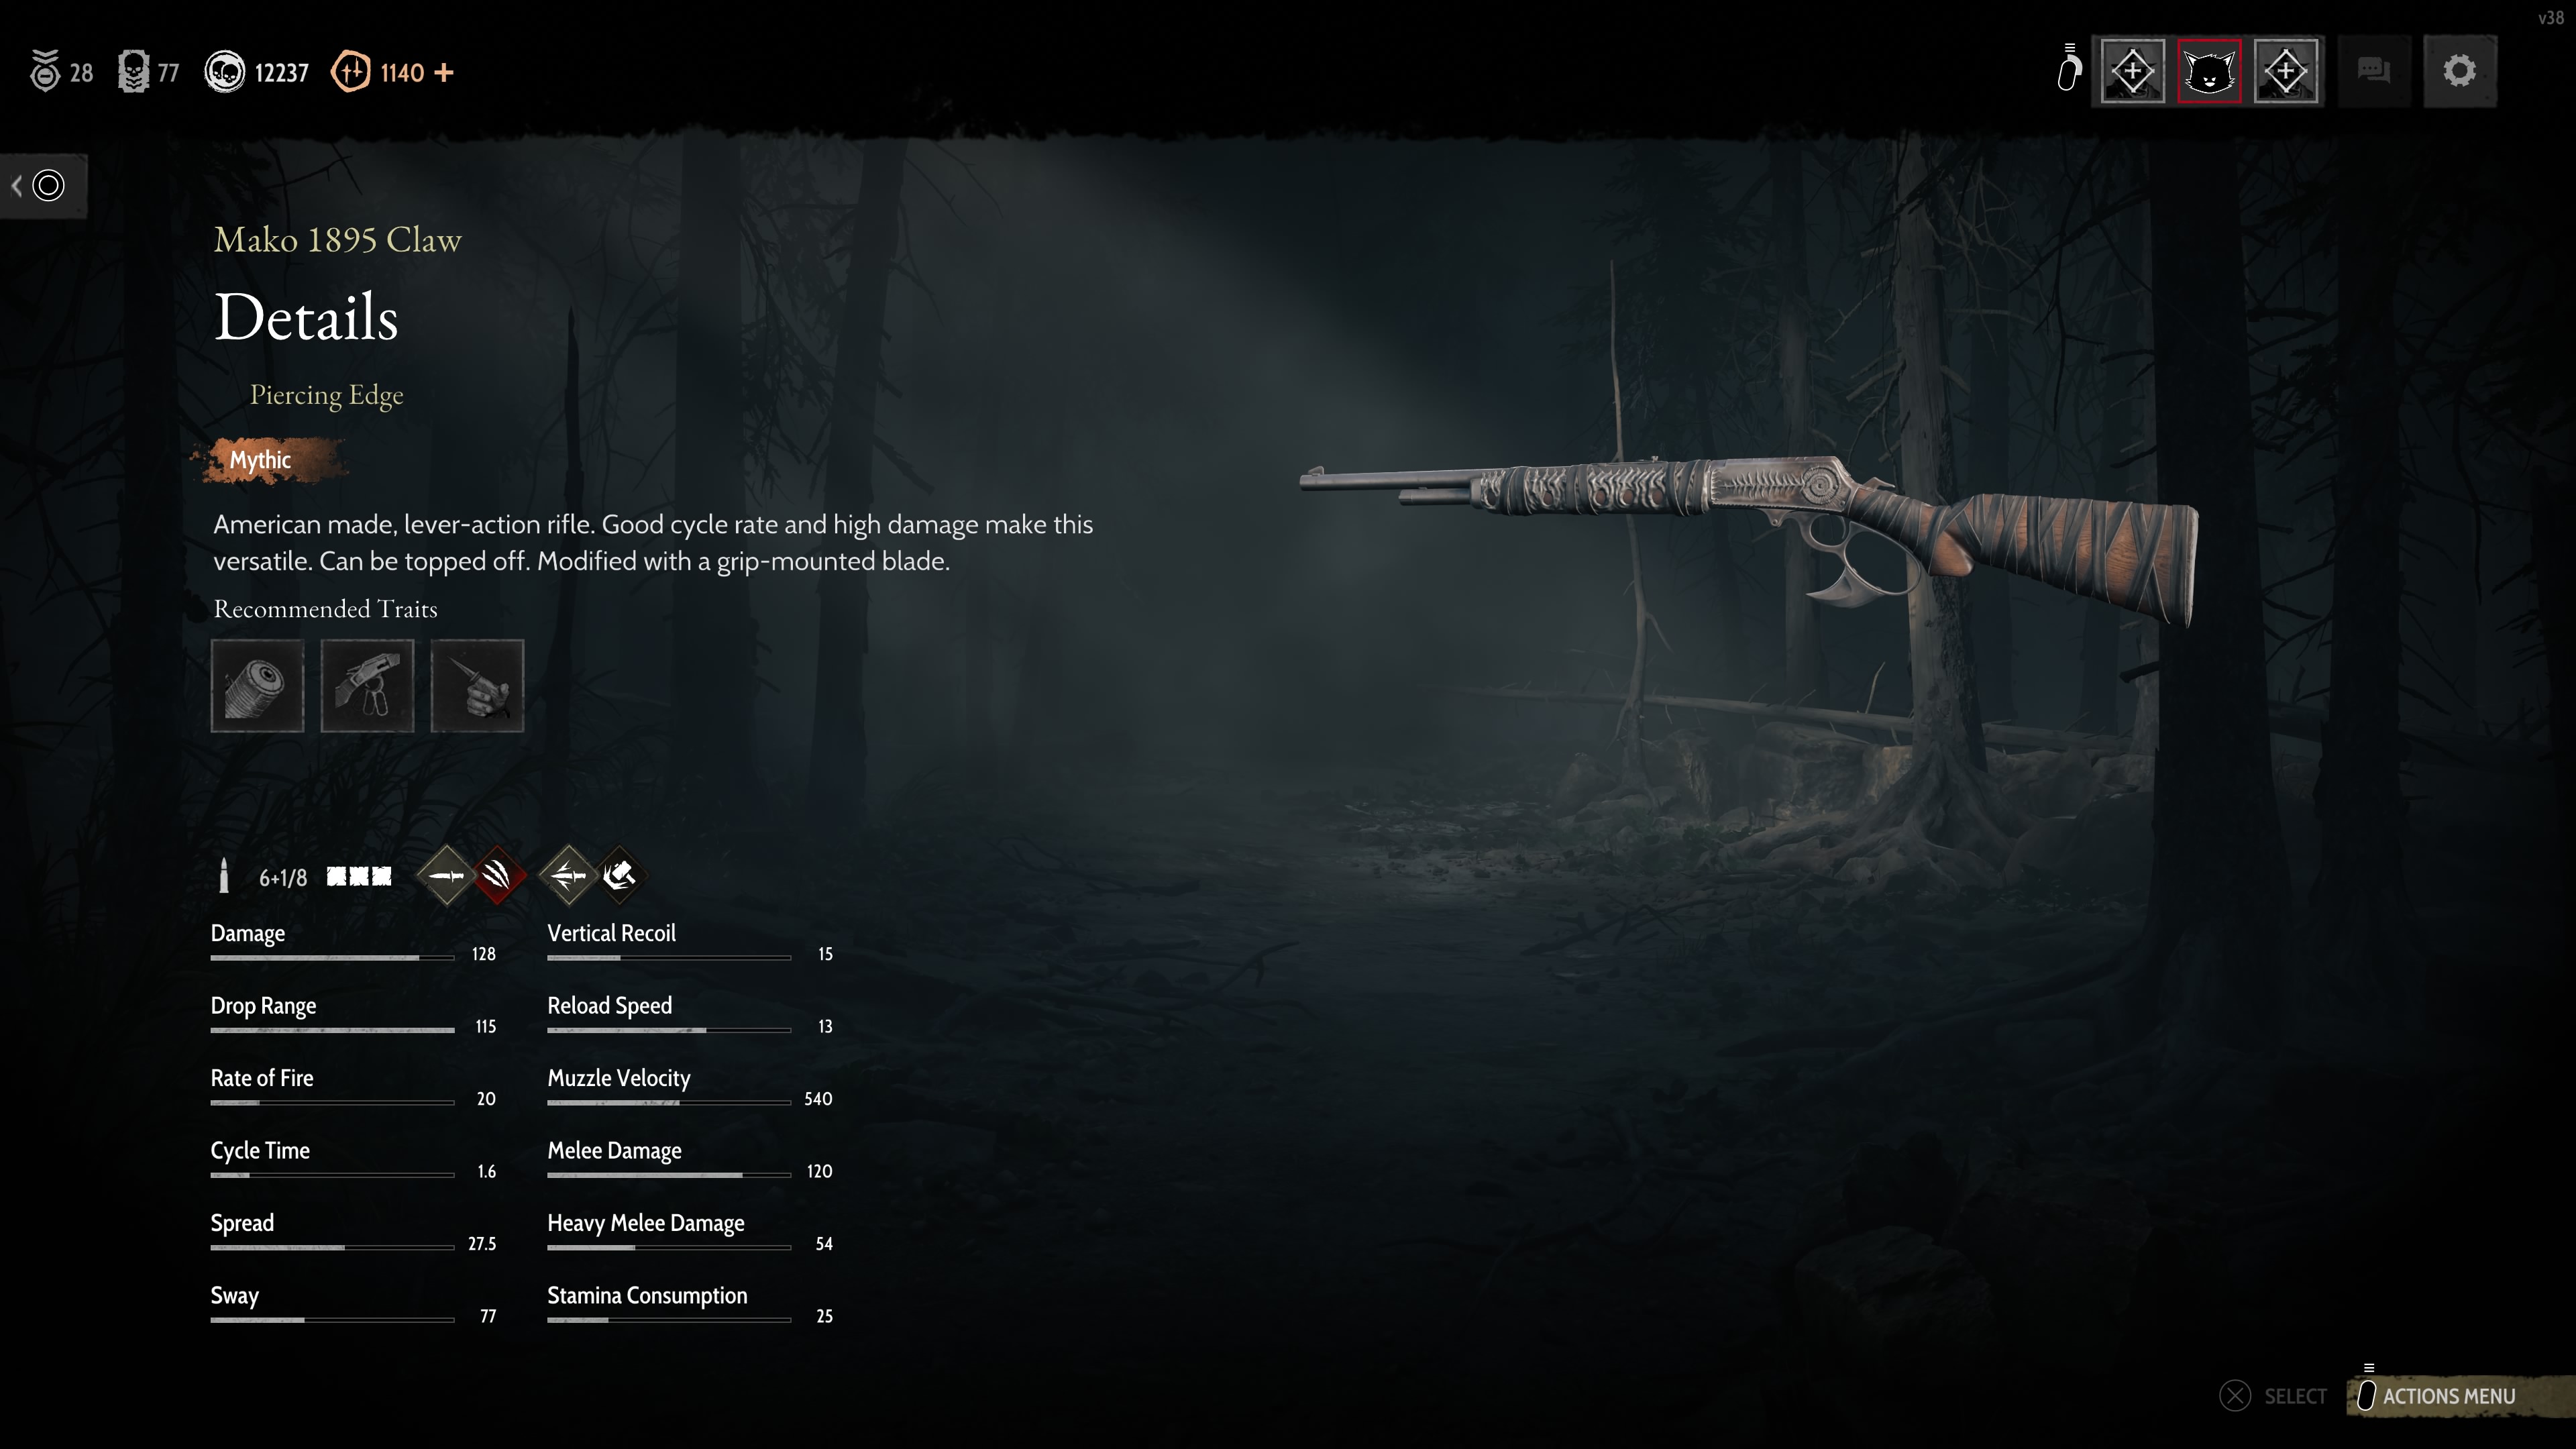 v38
28 77 12237 1140 +
Mako 1895 Claw
Details
Piercing Edge
Mythic
American made, lever-action rifle. Good cycle rate and high damage make this
versatile. Can be topped off. Modified with a grip-mounted blade.
Recommended Traits
6+1/8
Damage 128
Vertical Recoil 15
Drop Range 115
Reload Speed 13
Rate of Fire 20
Muzzle Velocity 540
Cycle Time 1.6
Melee Damage 120
Spread 27.5
Heavy Melee Damage 54
Sway 77
Stamina Consumption 25
SELECT
ACTIONS MENU